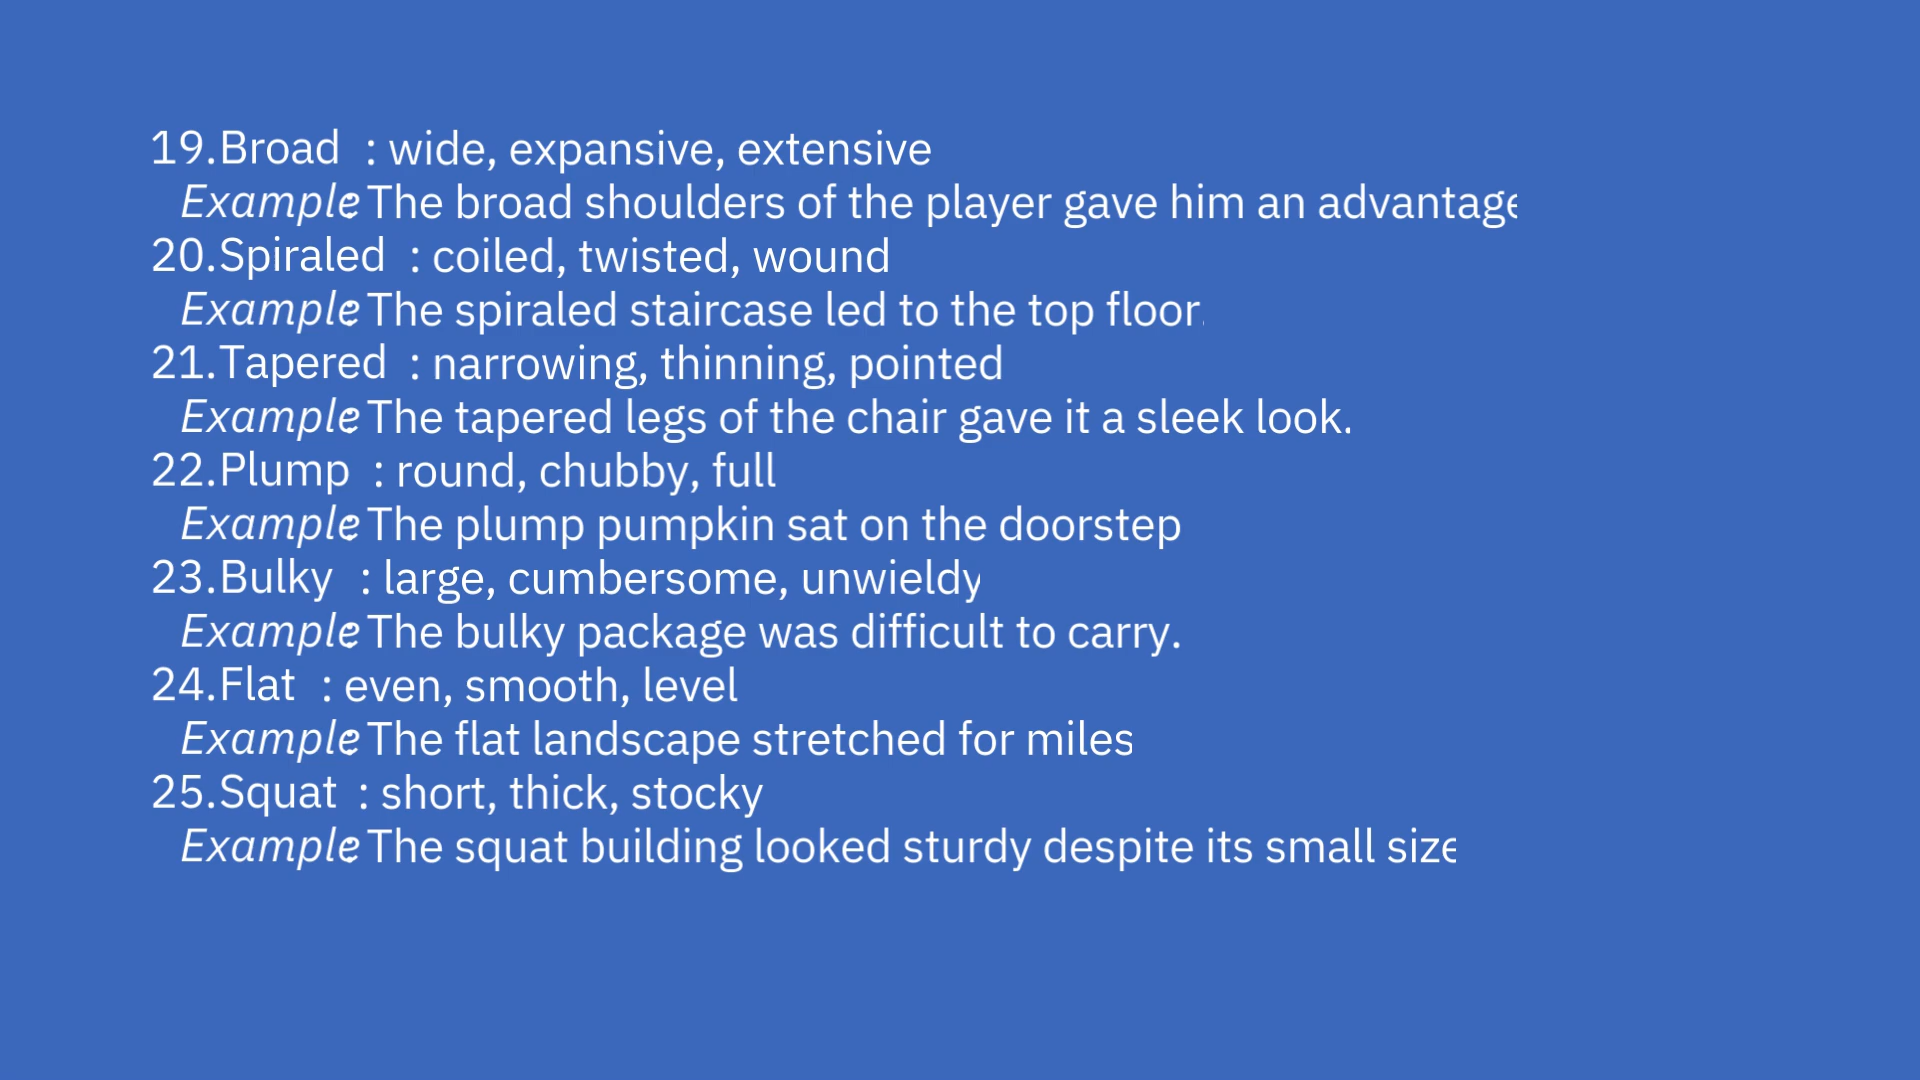 19.Broad : wide, expansive, extensive
Example: The broad shoulders of the player gave him an advantage
20.Spiraled : coiled, twisted, wound
Example: The spiraled staircase led to the top floor.
21.Tapered : narrowing, thinning, pointed
Example: The tapered legs of the chair gave it a sleek look.
22.Plump : round, chubby, full
Example: The plump pumpkin sat on the doorstep
23.Bulky : large, cumbersome, unwieldy
Example: The bulky package was difficult to carry.
24.Flat : even, smooth, level
Example: The flat landscape stretched for miles
25.Squat : short, thick, stocky
Example: The squat building looked sturdy despite its small size